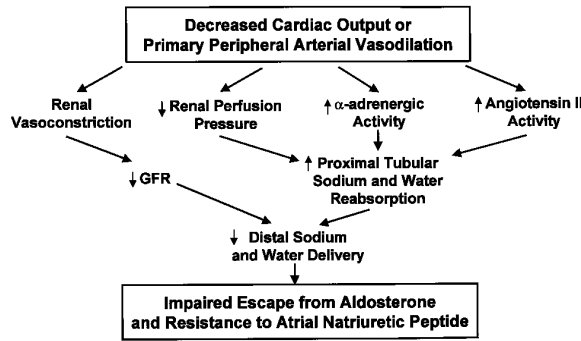 Decreased Cardiac Output or
Primary Peripheral Arterial Vasodilation
Renal
Vasoconstriction
↓ Renal Perfusion
Pressure
↑ α-adrenergic
Activity
↑ Angiotensin II
Activity
↓ GFR
↑ Proximal Tubular
Sodium and Water
Reabsorption
↓ Distal Sodium
and Water Delivery
Impaired Escape from Aldosterone
and Resistance to Atrial Natriuretic Peptide